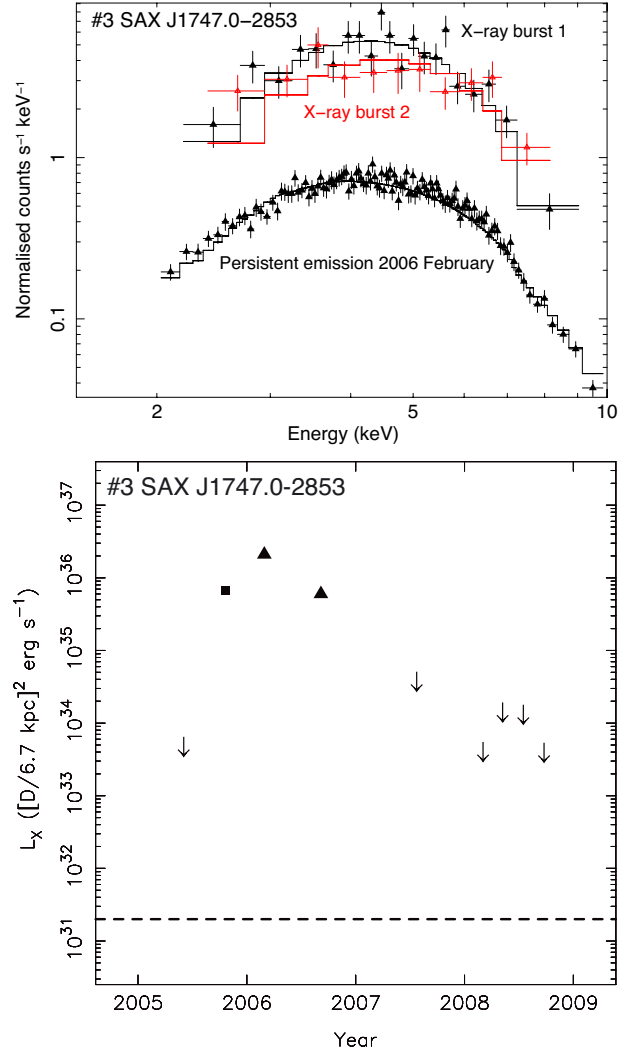 #3 SAX J1747.0−2853
X-ray burst 1
X-ray burst 2
Persistent emission 2006 February
Normalised counts s⁻¹ keV⁻¹
1
0.1
2
5
10
Energy (keV)
#3 SAX J1747.0-2853
L_X ([D/6.7 kpc]² erg s⁻¹)
10³⁷
10³⁶
10³⁵
10³⁴
10³³
10³²
10³¹
2005 2006 2007 2008 2009
Year